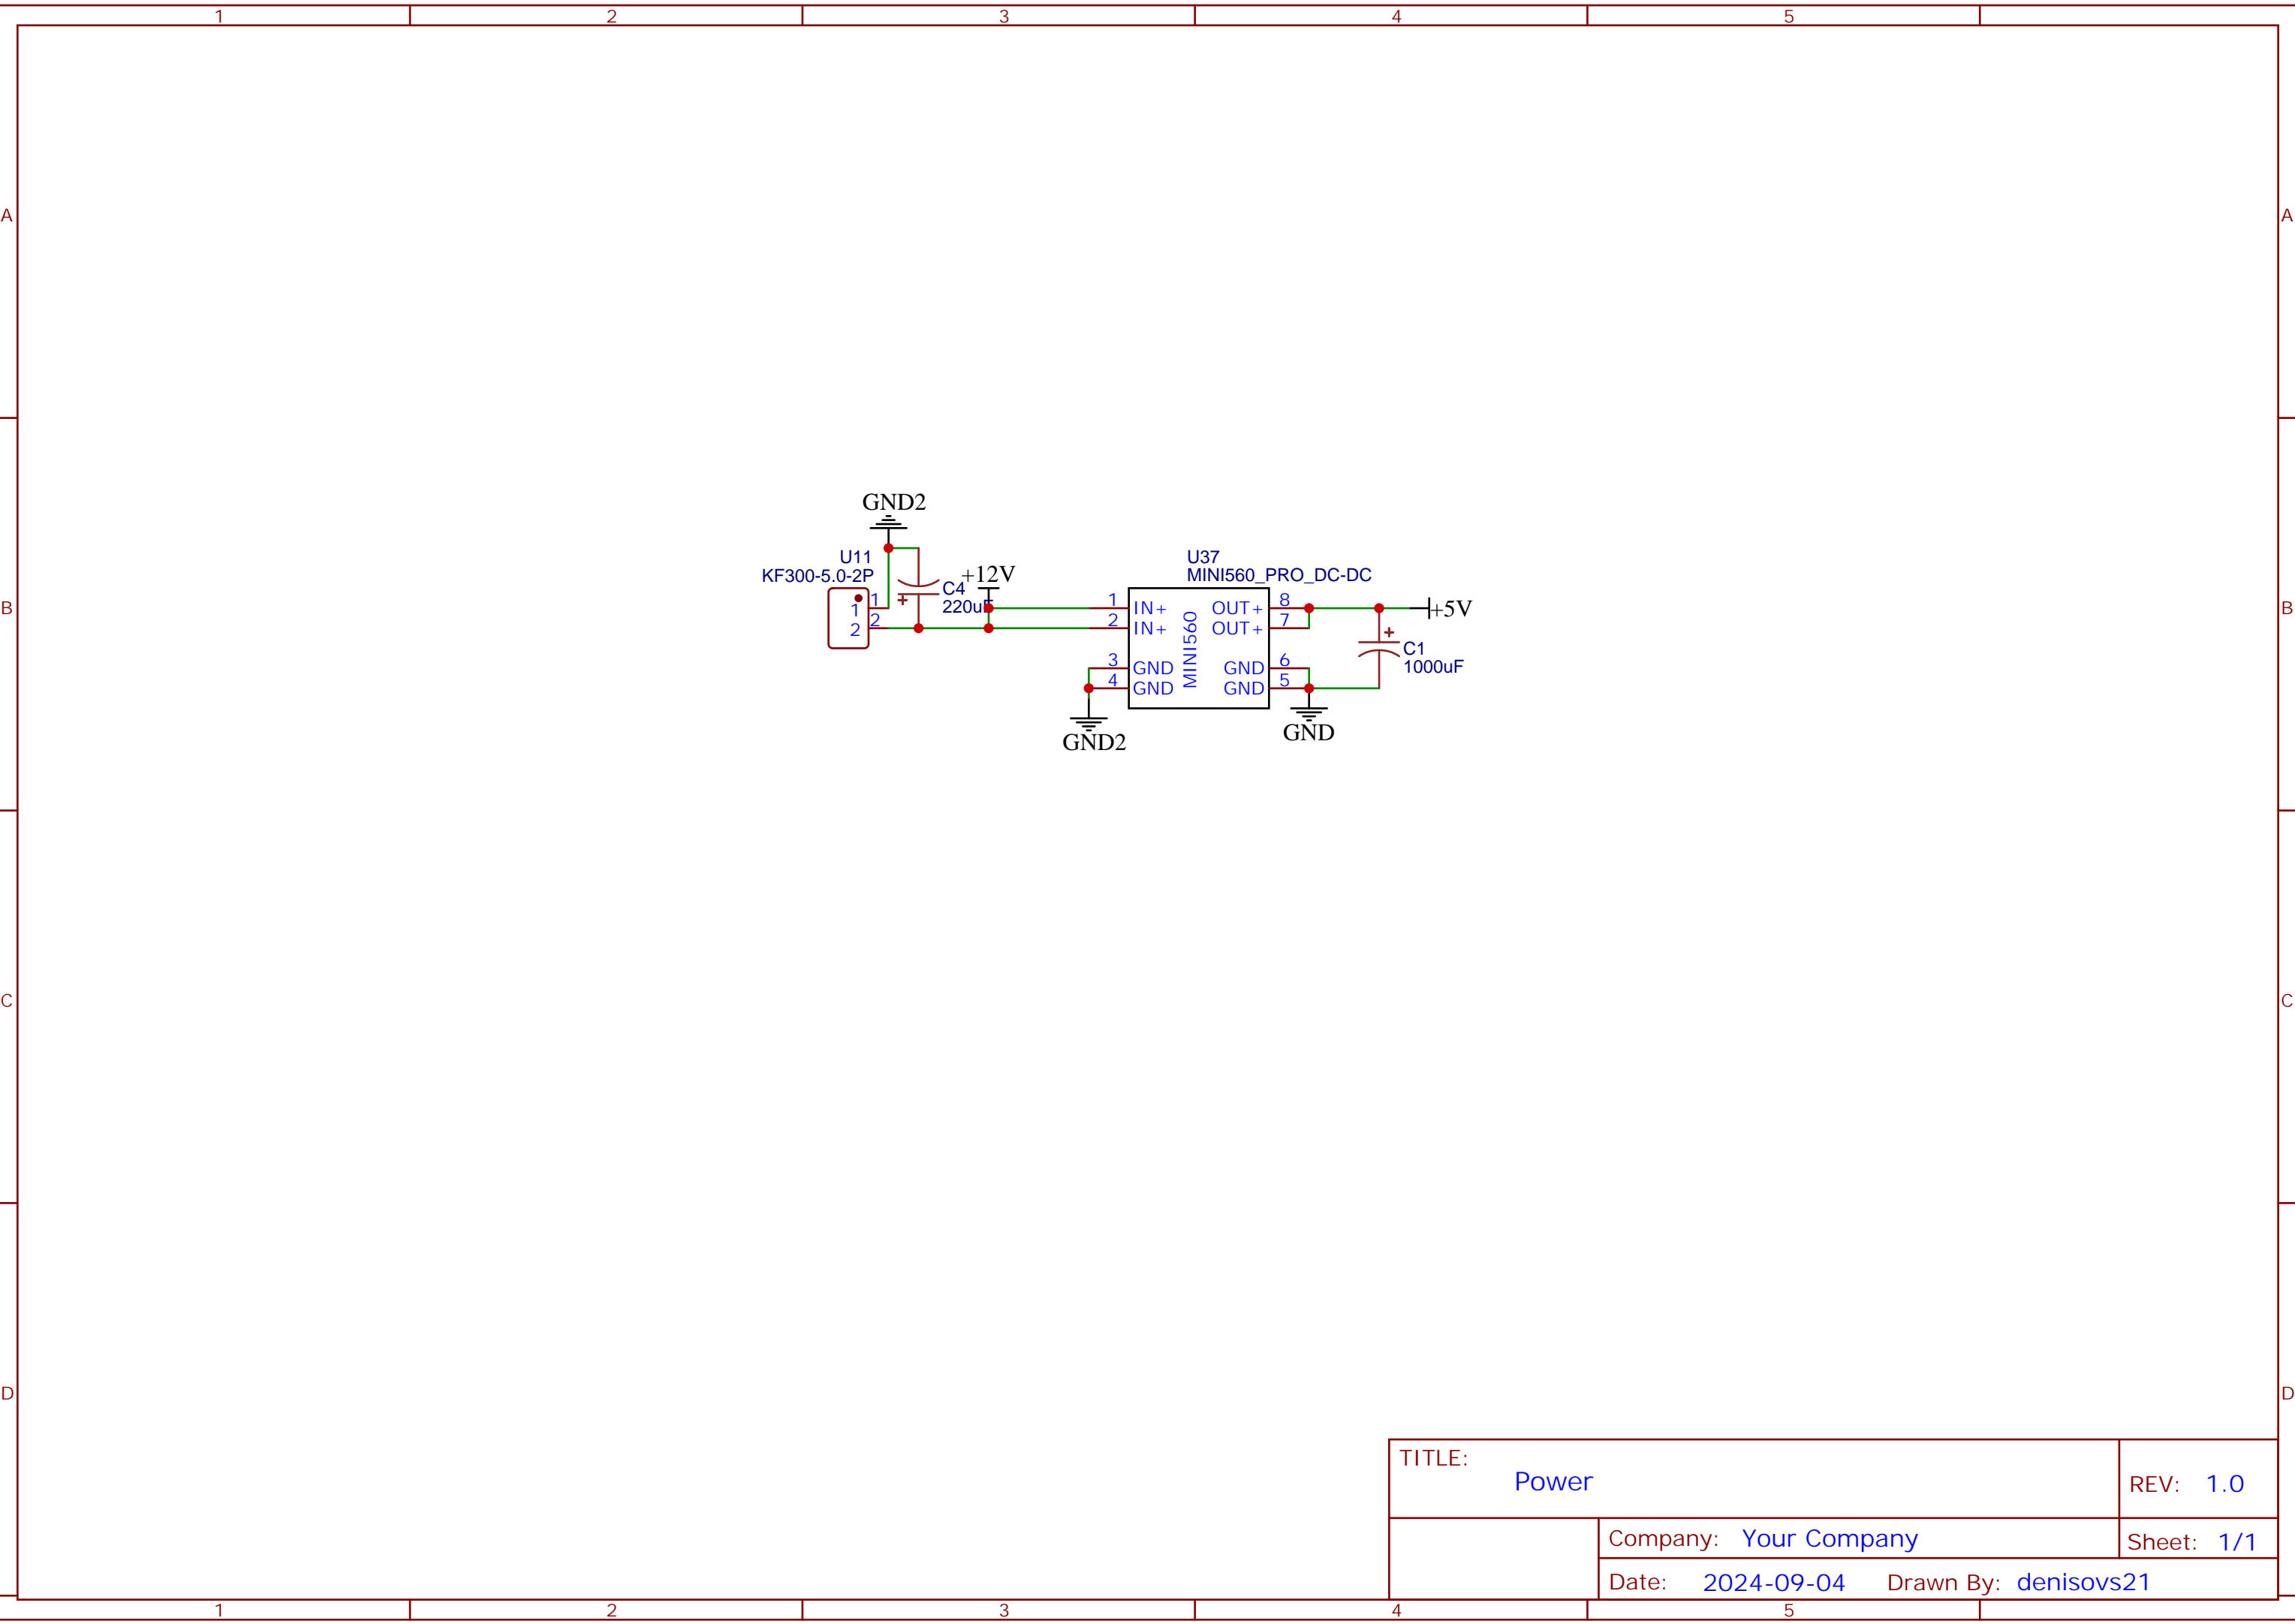 1 2 3 4 5
A A
GND2
U11
KF300-5.0-2P
C4
220uF
+12V
1 1
2 2
U37
MINI560_PRO_DC-DC
B B
1 IN+ OUT+ 8
2 IN+ OUT+ 7
MINI560
3 GND GND 6
4 GND GND 5
+5V
C1
1000uF
GND2
GND
C C
D D
TITLE:
Power
REV: 1.0
Company: Your Company
Sheet: 1/1
Date: 2024-09-04 Drawn By: denisovs21
1 2 3 4 5